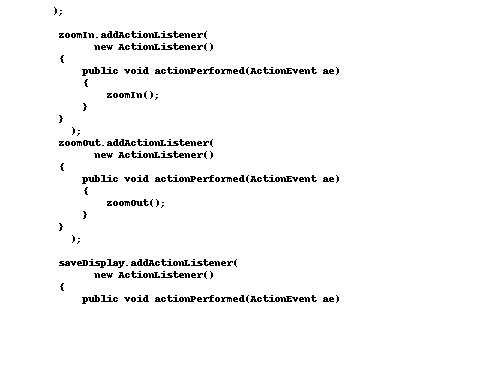 );
zoomIn.addActionListener(
new ActionListener()
{
public void actionPerformed(ActionEvent ae)
{
zoomIn();
}
}
);
zoomOut.addActionListener(
new ActionListener()
{
public void actionPerformed(ActionEvent ae)
{
zoomOut();
}
}
);
saveDisplay.addActionListener(
new ActionListener()
{
public void actionPerformed(ActionEvent ae)